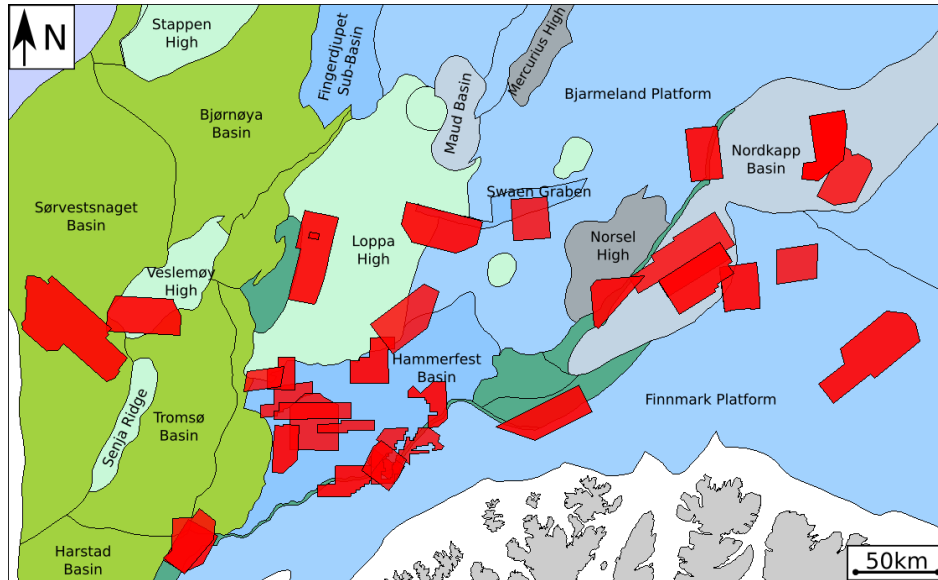 N
Stappen
High
Fingerdjupet
Sub-Basin
Mercurius High
Bjørnøya
Basin
Maud Basin
Bjarmeland Platform
Nordkapp
Basin
Sørvestsnaget
Basin
Swaen Graben
Loppa
High
Norsel
High
Veslemøy
High
Hammerfest
Basin
Senja Ridge
Tromsø
Basin
Finnmark Platform
Harstad
Basin
50km